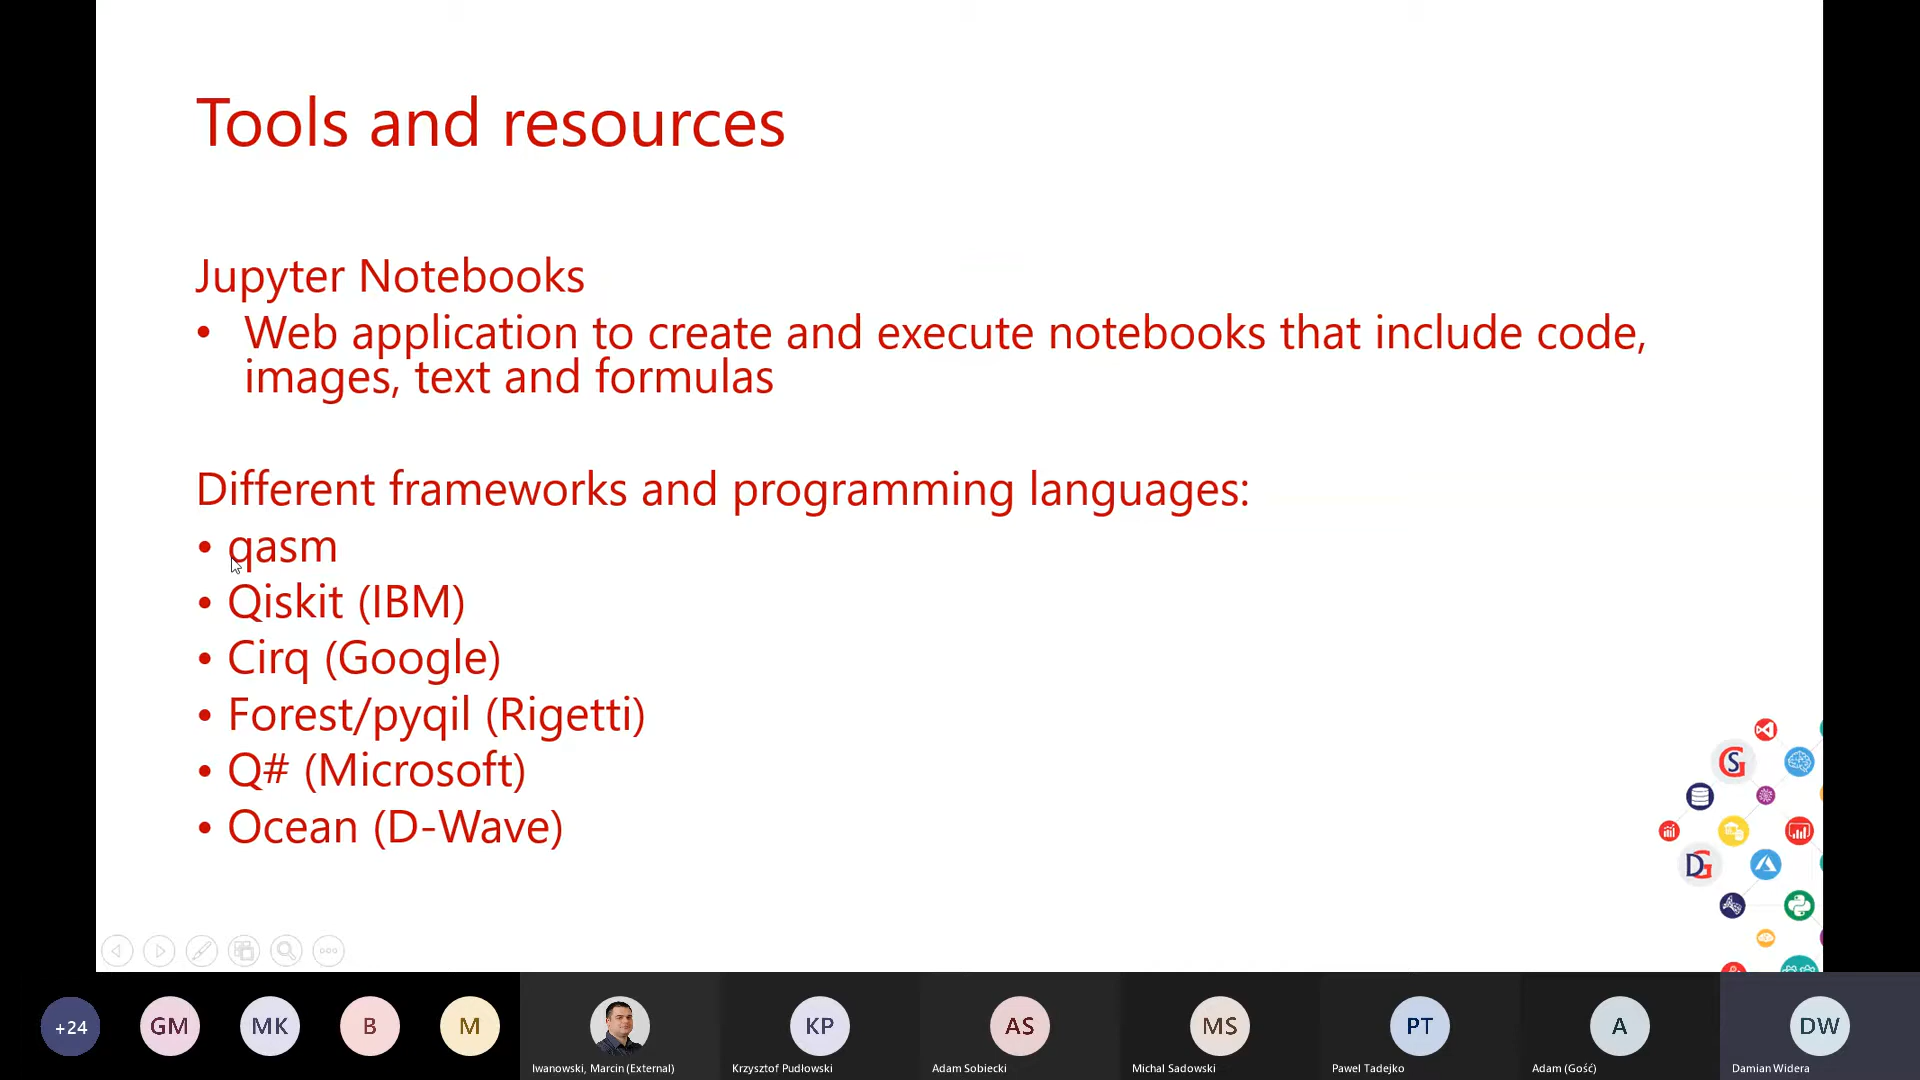 Tools and resources
Jupyter Notebooks
• Web application to create and execute notebooks that include code,
images, text and formulas
Different frameworks and programming languages:
• qasm
• Qiskit (IBM)
• Cirq (Google)
• Forest/pyqil (Rigetti)
• Q# (Microsoft)
• Ocean (D-Wave)
SG
DG
+24
GM
MK
B
M
KP
AS
MS
PT
A
DW
Iwanowski, Marcin (External)
Krzysztof Pudłowski
Adam Sobiecki
Michal Sadowski
Pawel Tadejko
Adam (Gość)
Damian Widera